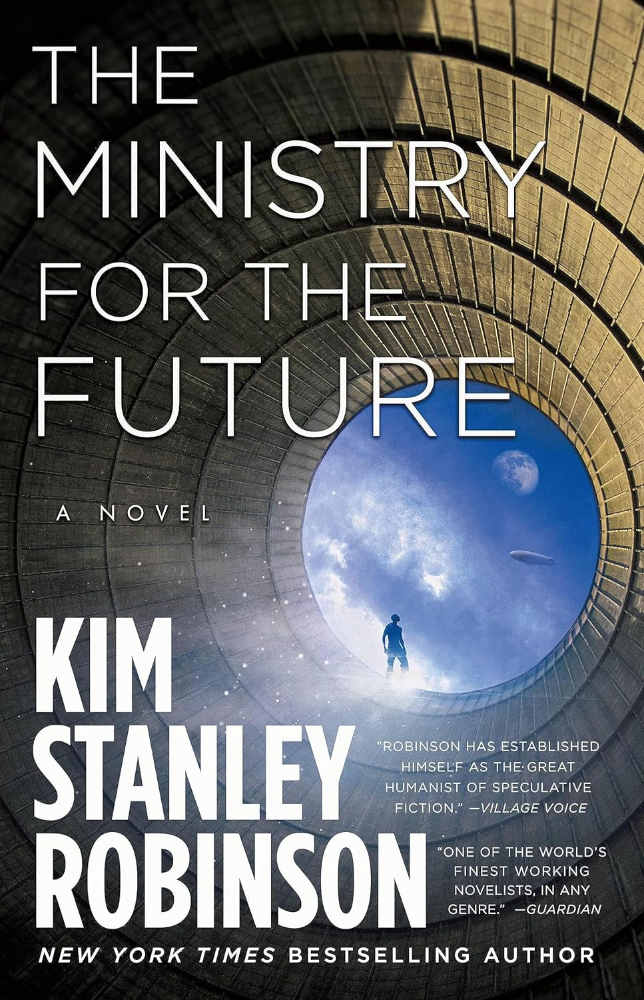 THE
MINISTRY
FOR THE
FUTURE
A NOVEL
KIM
STANLEY
ROBINSON
“ROBINSON HAS ESTABLISHED
HIMSELF AS THE GREAT
HUMANIST OF SPECULATIVE
FICTION.” —VILLAGE VOICE
“ONE OF THE WORLD’S
FINEST WORKING
NOVELISTS, IN ANY
GENRE.” —GUARDIAN
NEW YORK TIMES BESTSELLING AUTHOR